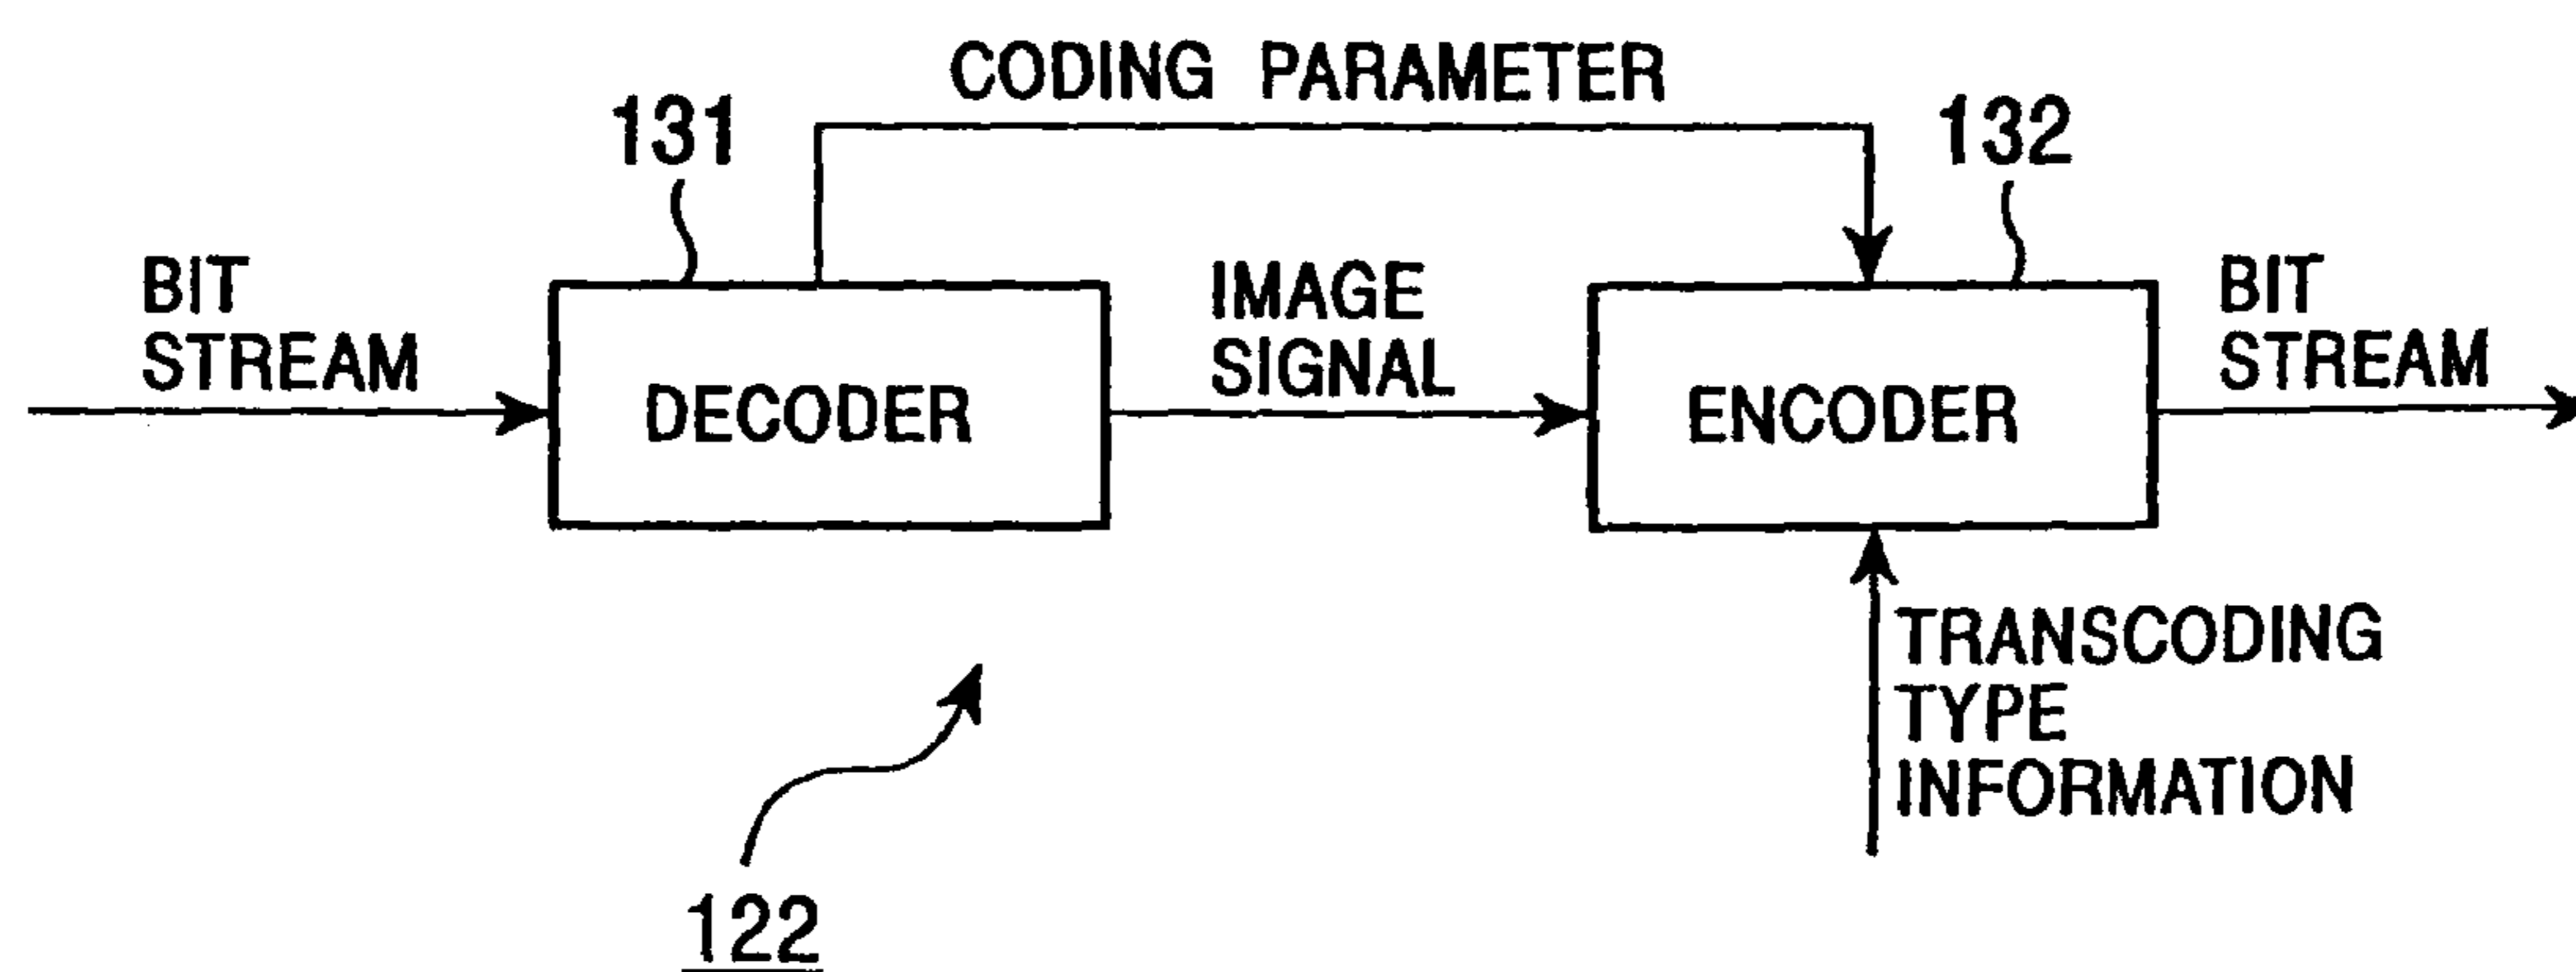 CODING PARAMETER
131
132
BIT
STREAM
IMAGE
SIGNAL
BIT
STREAM
DECODER
ENCODER
TRANSCODING
TYPE
INFORMATION
122